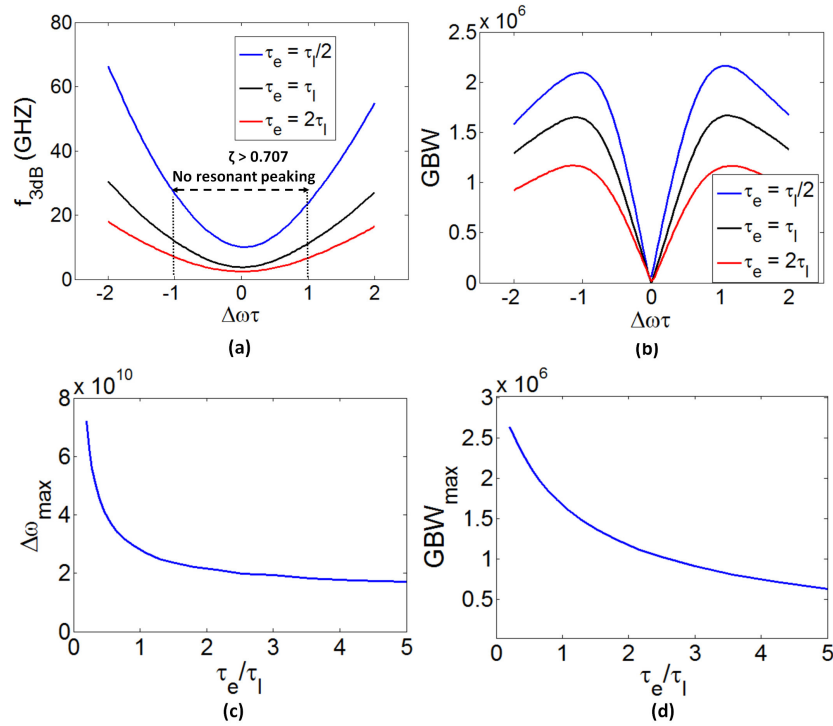 80
60
40
20
0
f3dB (GHZ)
τe = τl/2
τe = τl
τe = 2τl
ζ > 0.707
No resonant peaking
-2 -1 0 1 2
Δωτ
(a)
x 10^6
2.5
2
1.5
1
0.5
0
GBW
τe = τl/2
τe = τl
τe = 2τl
-2 -1 0 1 2
Δωτ
(b)
x 10^10
8
6
4
2
0
Δωmax
0 1 2 3 4 5
τe/τl
(c)
x 10^6
3
2.5
2
1.5
1
0.5
GBWmax
0 1 2 3 4 5
τe/τl
(d)